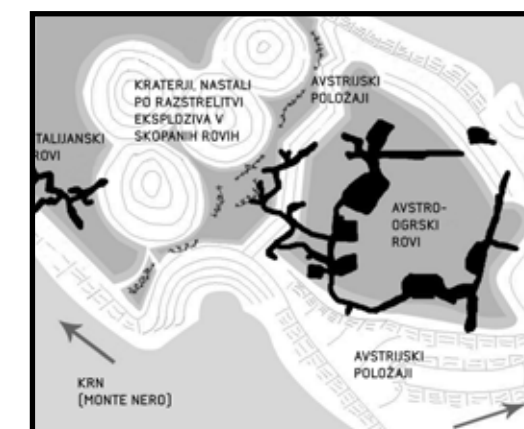 KRATERJI, NASTALI
PO RAZSTRELITVI
EKSPLOZIVA V
SKOPANIH ROVIH
AVSTRIJSKI
POLOŽAJI
TALIJANSKI
ROVI
AVSTRO-
OGRSKI
ROVI
AVSTRIJSKI
POLOŽAJI
KRN
(MONTE NERO)